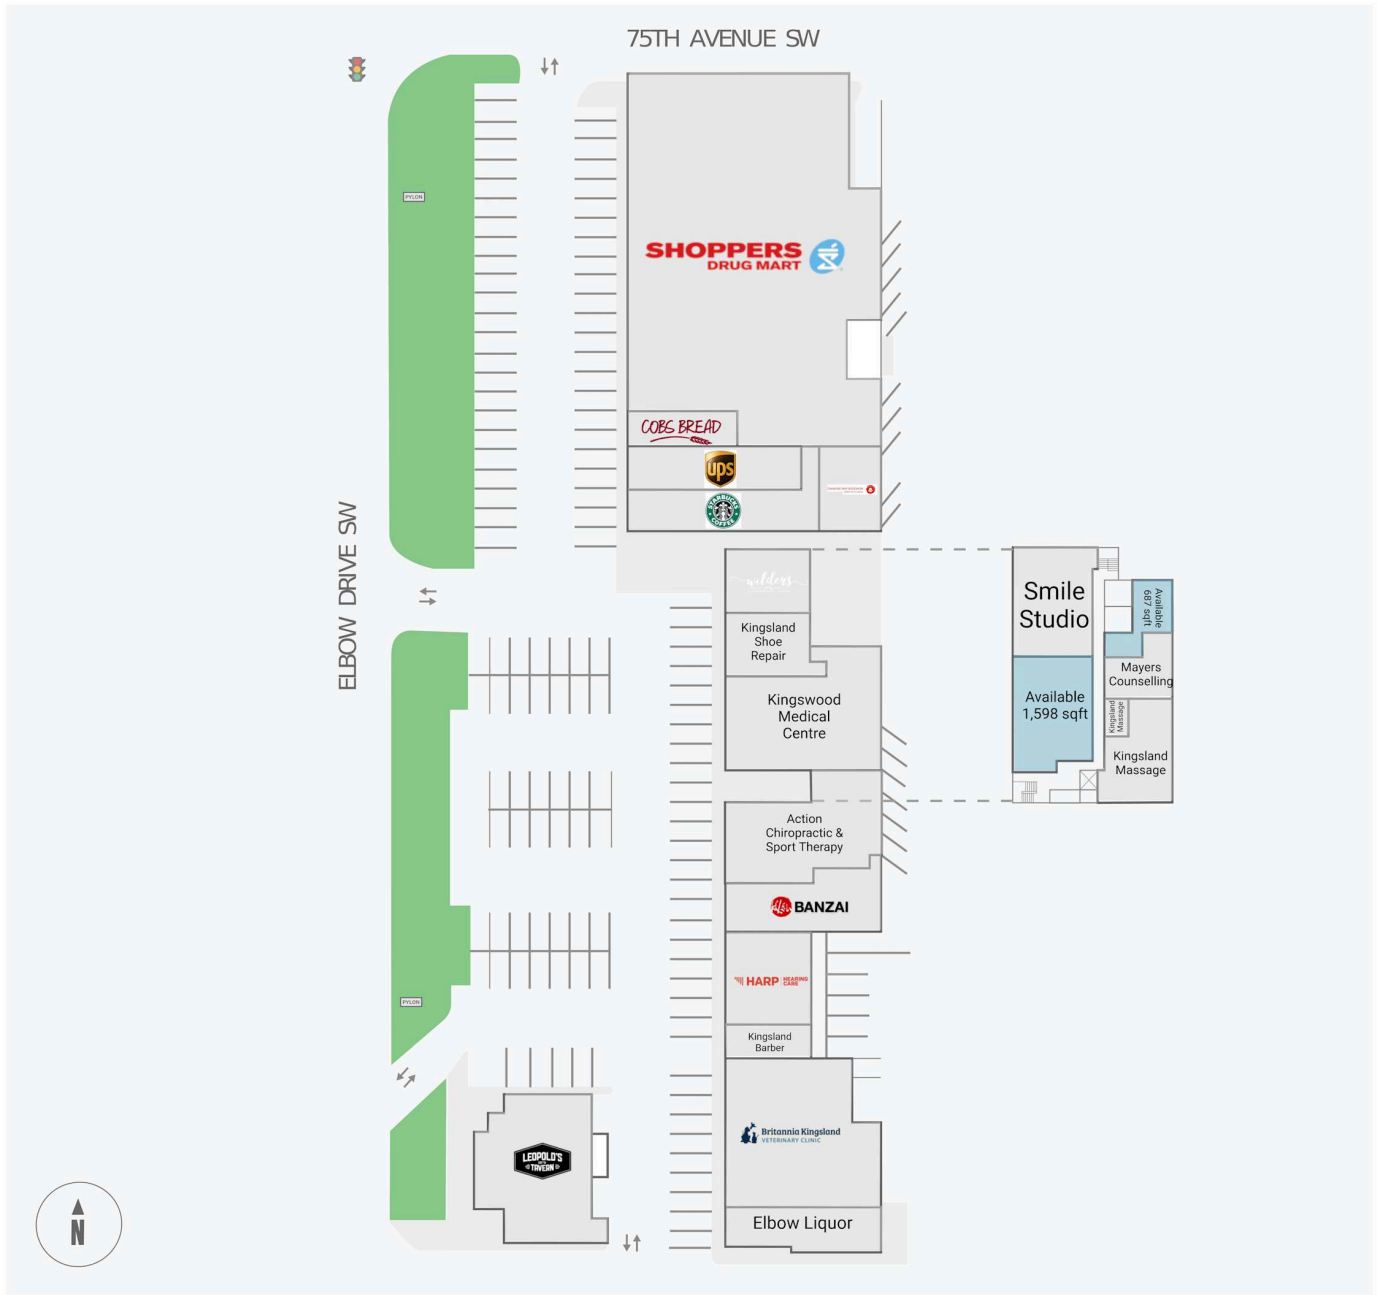 75TH AVENUE SW
PYLON
SHOPPERS
DRUG MART
COBS BREAD
ups
STARBUCKS
COFFEE
ELBOW DRIVE SW
wilders
Kingsland
Shoe
Repair
Kingswood
Medical
Centre
Smile
Studio
Available
687 sqft
Available
1,598 sqft
Mayers
Counselling
Kingsland
Massage
Kingsland
Massage
Action
Chiropractic &
Sport Therapy
BANZAI
HARP HEARING
CARE
PYLON
Kingsland
Barber
Britannia Kingsland
VETERINARY CLINIC
LEOPOLD'S
TAVERN
Elbow Liquor
N